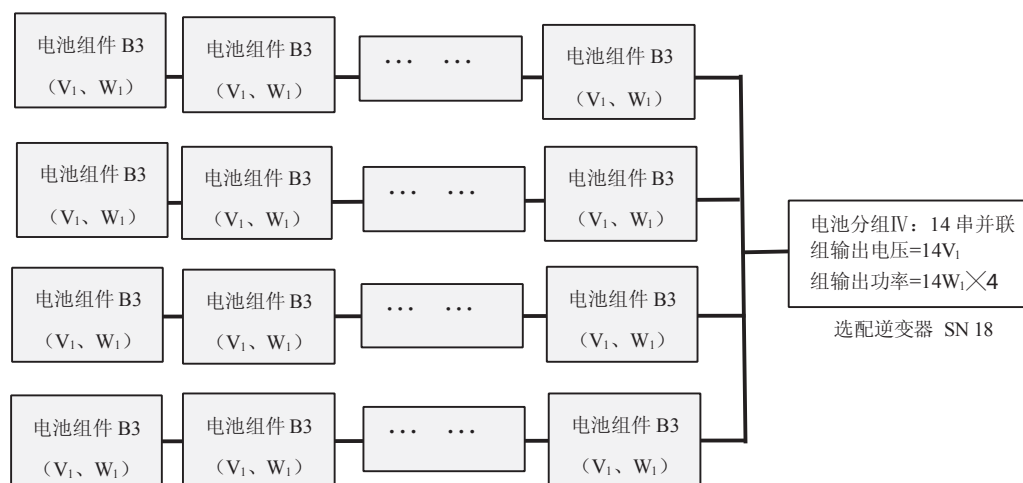 电池组件 B3
（V₁、W₁）
电池组件 B3
（V₁、W₁）
… …
电池组件 B3
（V₁、W₁）
电池组件 B3
（V₁、W₁）
电池组件 B3
（V₁、W₁）
… …
电池组件 B3
（V₁、W₁）
电池分组Ⅳ：14 串并联
组输出电压=14V₁
组输出功率=14W₁╳4
选配逆变器 SN 18
电池组件 B3
（V₁、W₁）
电池组件 B3
（V₁、W₁）
… …
电池组件 B3
（V₁、W₁）
电池组件 B3
（V₁、W₁）
电池组件 B3
（V₁、W₁）
… …
电池组件 B3
（V₁、W₁）